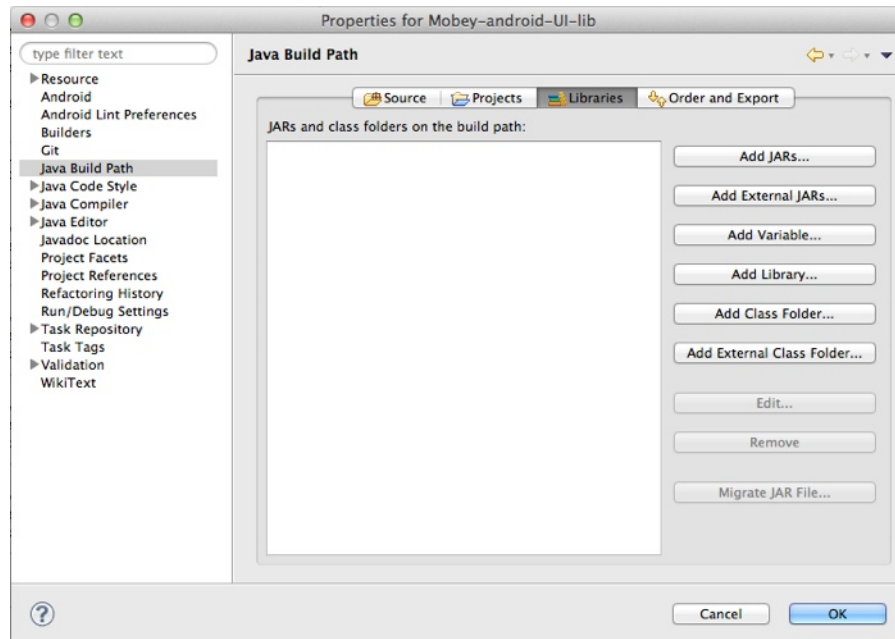 Properties for Mobey-android-UI-lib
type filter text
Resource
Android
Android Lint Preferences
Builders
Git
Java Build Path
Java Code Style
Java Compiler
Java Editor
Javadoc Location
Project Facets
Project References
Refactoring History
Run/Debug Settings
Task Repository
Task Tags
Validation
WikiText
Java Build Path
Source Projects Libraries Order and Export
JARs and class folders on the build path:
Add JARs...
Add External JARs...
Add Variable...
Add Library...
Add Class Folder...
Add External Class Folder...
Edit...
Remove
Migrate JAR File...
?
Cancel OK